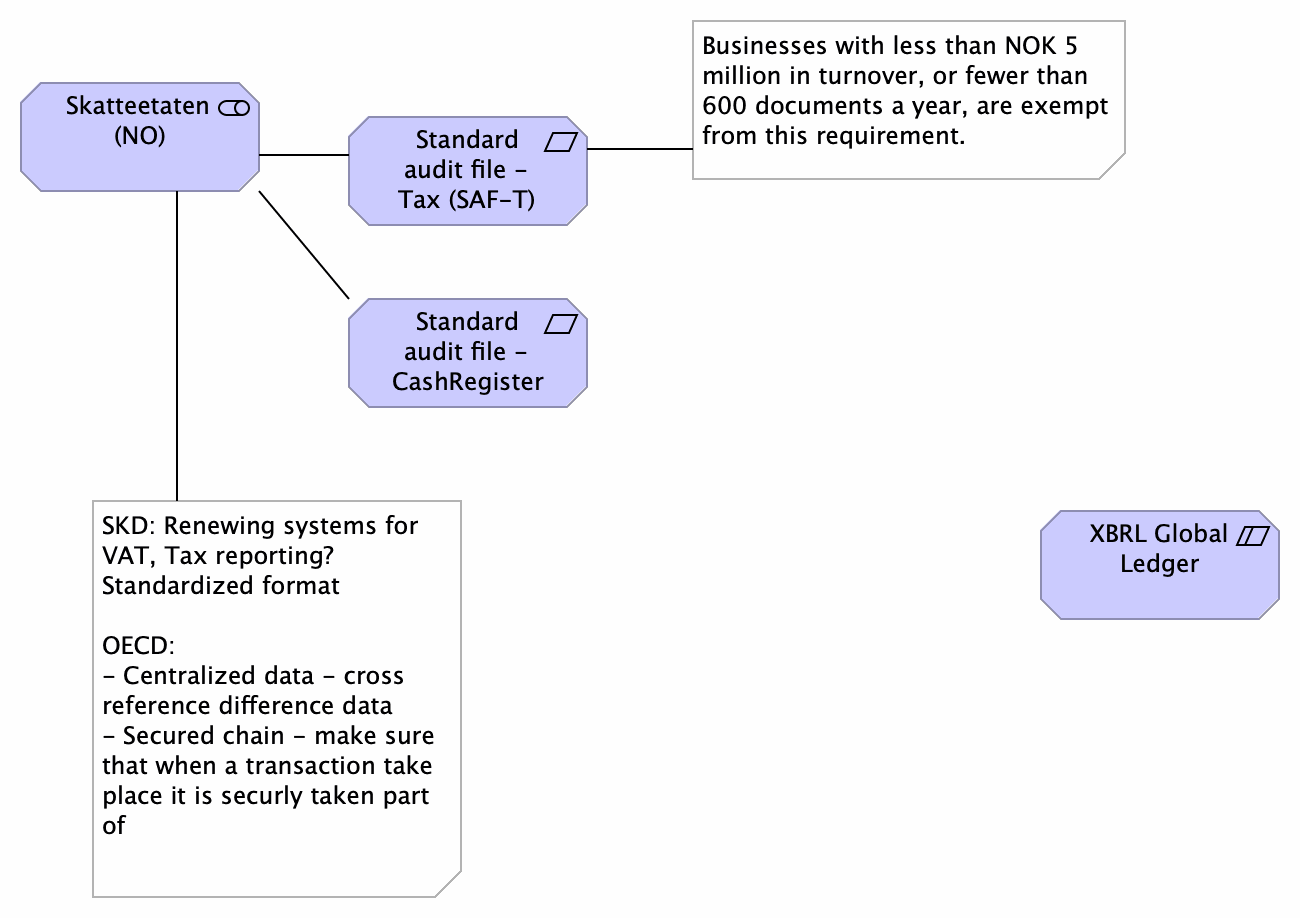 Skatteetaten
(NO)
Standard
audit file –
Tax (SAF-T)
Businesses with less than NOK 5
million in turnover, or fewer than
600 documents a year, are exempt
from this requirement.
Standard
audit file –
CashRegister
SKD: Renewing systems for
VAT, Tax reporting?
Standardized format
OECD:
– Centralized data – cross
reference difference data
– Secured chain – make sure
that when a transaction take
place it is securly taken part
of
XBRL Global
Ledger